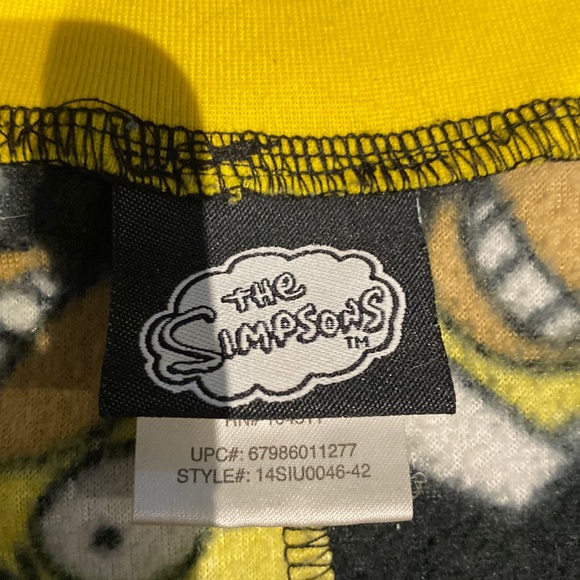 THE
SIMPSONS TM
UPC#: 67986011277
STYLE#: 14SIU0046-42